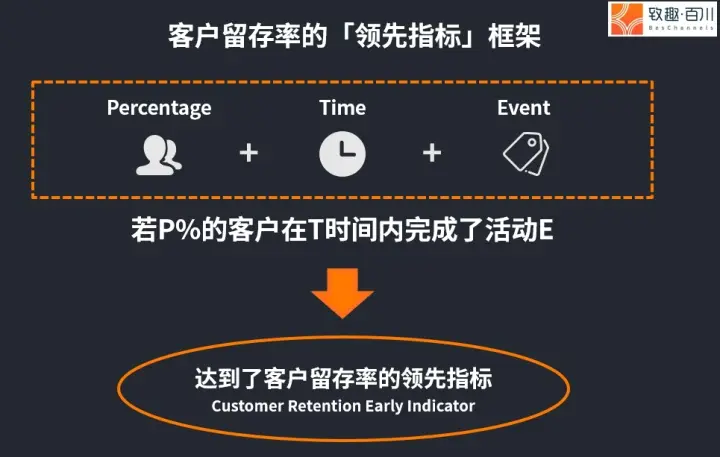 致趣·百川
BesChannels
客户留存率的「领先指标」框架
Percentage
Time
Event
+
+
若P%的客户在T时间内完成了活动E
达到了客户留存率的领先指标
Customer Retention Early Indicator